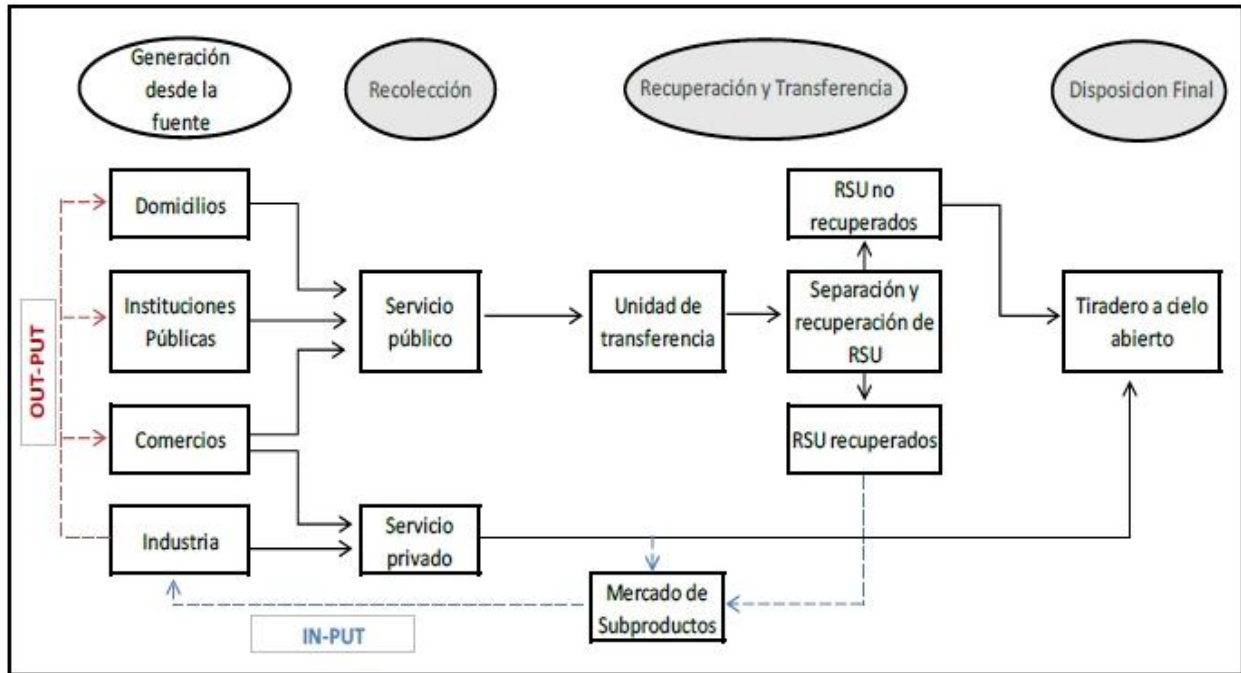 Generación
desde la
fuente
Recolección
Recuperación y Transferencia
Disposicion Final
Domicilios
RSU no
recuperados
OUT-PUT
Instituciones
Públicas
Servicio
público
Unidad de
transferencia
Separación y
recuperación de
RSU
Tiradero a cielo
abierto
Comercios
RSU recuperados
Industria
Servicio
privado
Mercado de
Subproductos
IN-PUT